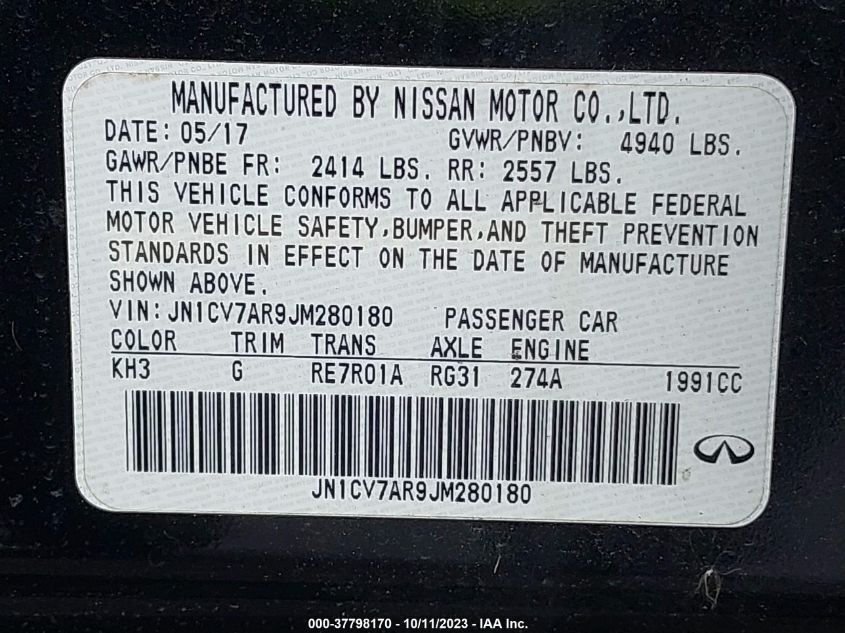 MANUFACTURED BY NISSAN MOTOR CO.,LTD.
DATE: 05/17 GVWR/PNBV: 4940 LBS.
GAWR/PNBE FR: 2414 LBS. RR: 2557 LBS.
THIS VEHICLE CONFORMS TO ALL APPLICABLE FEDERAL
MOTOR VEHICLE SAFETY,BUMPER,AND THEFT PREVENTION
STANDARDS IN EFFECT ON THE DATE OF MANUFACTURE
SHOWN ABOVE.
VIN: JN1CV7AR9JM280180 PASSENGER CAR
COLOR TRIM TRANS AXLE ENGINE
KH3 G RE7R01A RG31 274A 1991CC
JN1CV7AR9JM280180
000-37798170 - 10/11/2023 - IAA Inc.